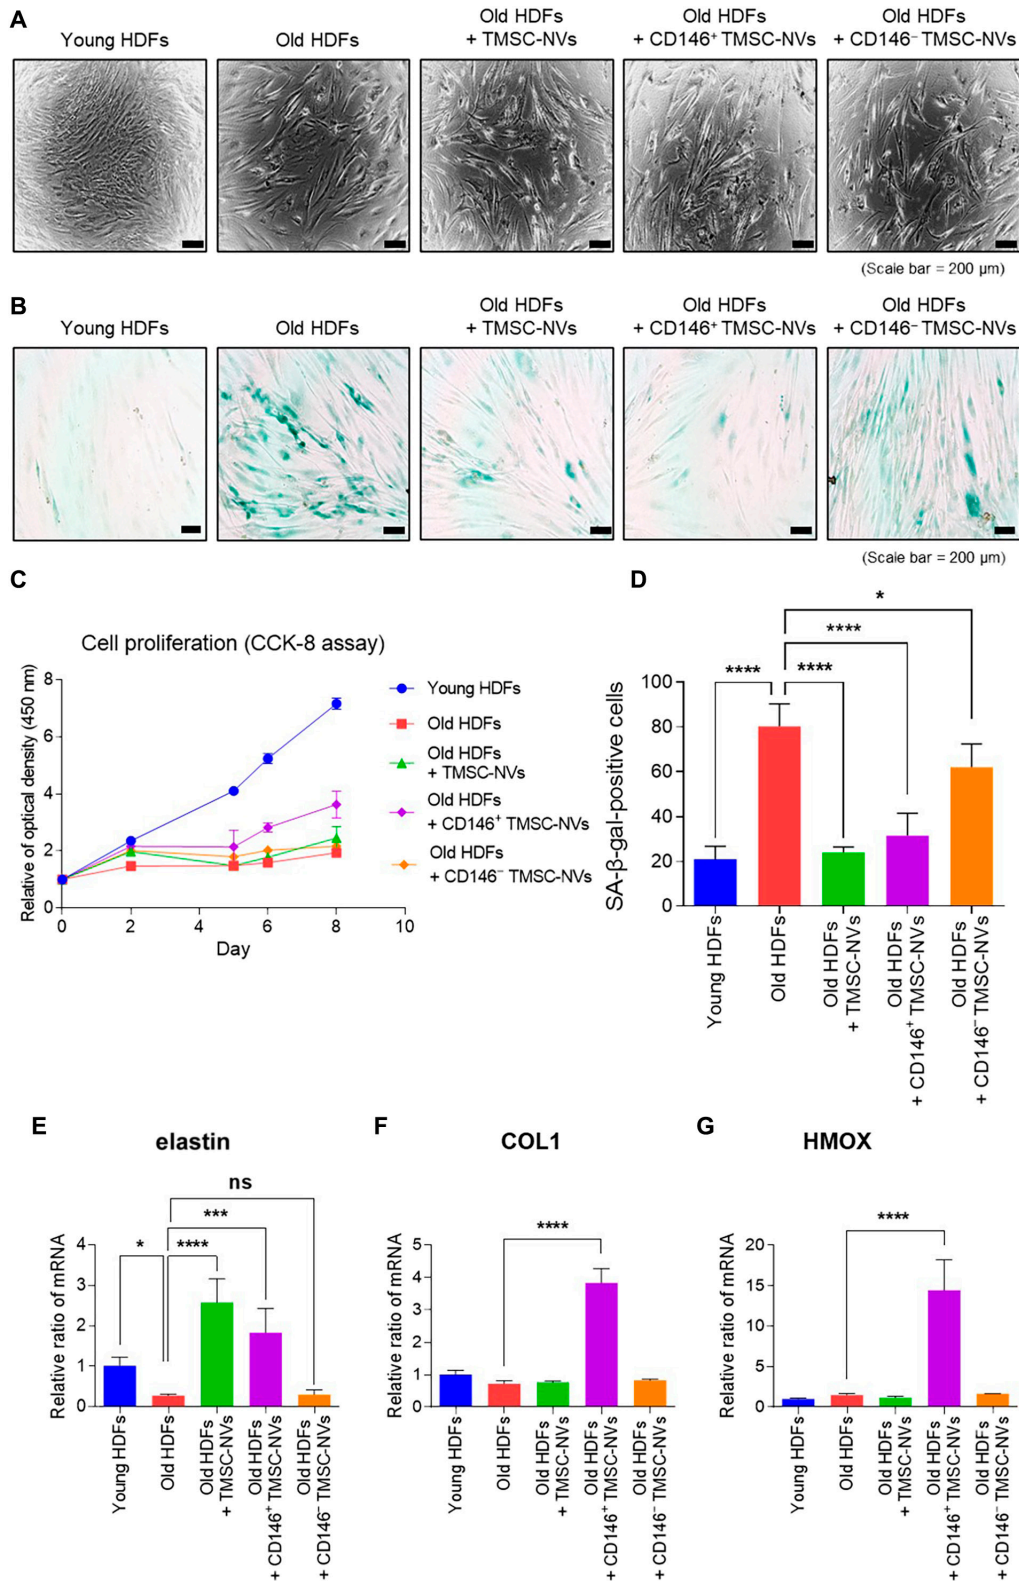 A
Young HDFs
Old HDFs
Old HDFs
+ TMSC-NVs
Old HDFs
+ CD146⁺ TMSC-NVs
Old HDFs
+ CD146⁻ TMSC-NVs
(Scale bar = 200 μm)
B
Young HDFs
Old HDFs
Old HDFs
+ TMSC-NVs
Old HDFs
+ CD146⁺ TMSC-NVs
Old HDFs
+ CD146⁻ TMSC-NVs
(Scale bar = 200 μm)
C
Cell proliferation (CCK-8 assay)
Relative of optical density (450 nm)
8
6
4
2
0
0
2
4
6
8
10
Day
Young HDFs
Old HDFs
Old HDFs
+ TMSC-NVs
Old HDFs
+ CD146⁺ TMSC-NVs
Old HDFs
+ CD146⁻ TMSC-NVs
D
*
****
****
****
SA-β-gal-positive cells
100
80
60
40
20
0
Young HDFs
Old HDFs
Old HDFs
+ TMSC-NVs
Old HDFs
+ CD146⁺ TMSC-NVs
Old HDFs
+ CD146⁻ TMSC-NVs
E
elastin
ns
***
*
****
Relative ratio of mRNA
4
3
2
1
0
Young HDFs
Old HDFs
Old HDFs
+ TMSC-NVs
Old HDFs
+ CD146⁺ TMSC-NVs
Old HDFs
+ CD146⁻ TMSC-NVs
F
COL1
****
Relative ratio of mRNA
5
4
3
2
1
0
Young HDFs
Old HDFs
Old HDFs
+ TMSC-NVs
Old HDFs
+ CD146⁺ TMSC-NVs
Old HDFs
+ CD146⁻ TMSC-NVs
G
HMOX
****
Relative ratio of mRNA
20
15
10
5
0
Young HDFs
Old HDFs
Old HDFs
+ TMSC-NVs
Old HDFs
+ CD146⁺ TMSC-NVs
Old HDFs
+ CD146⁻ TMSC-NVs